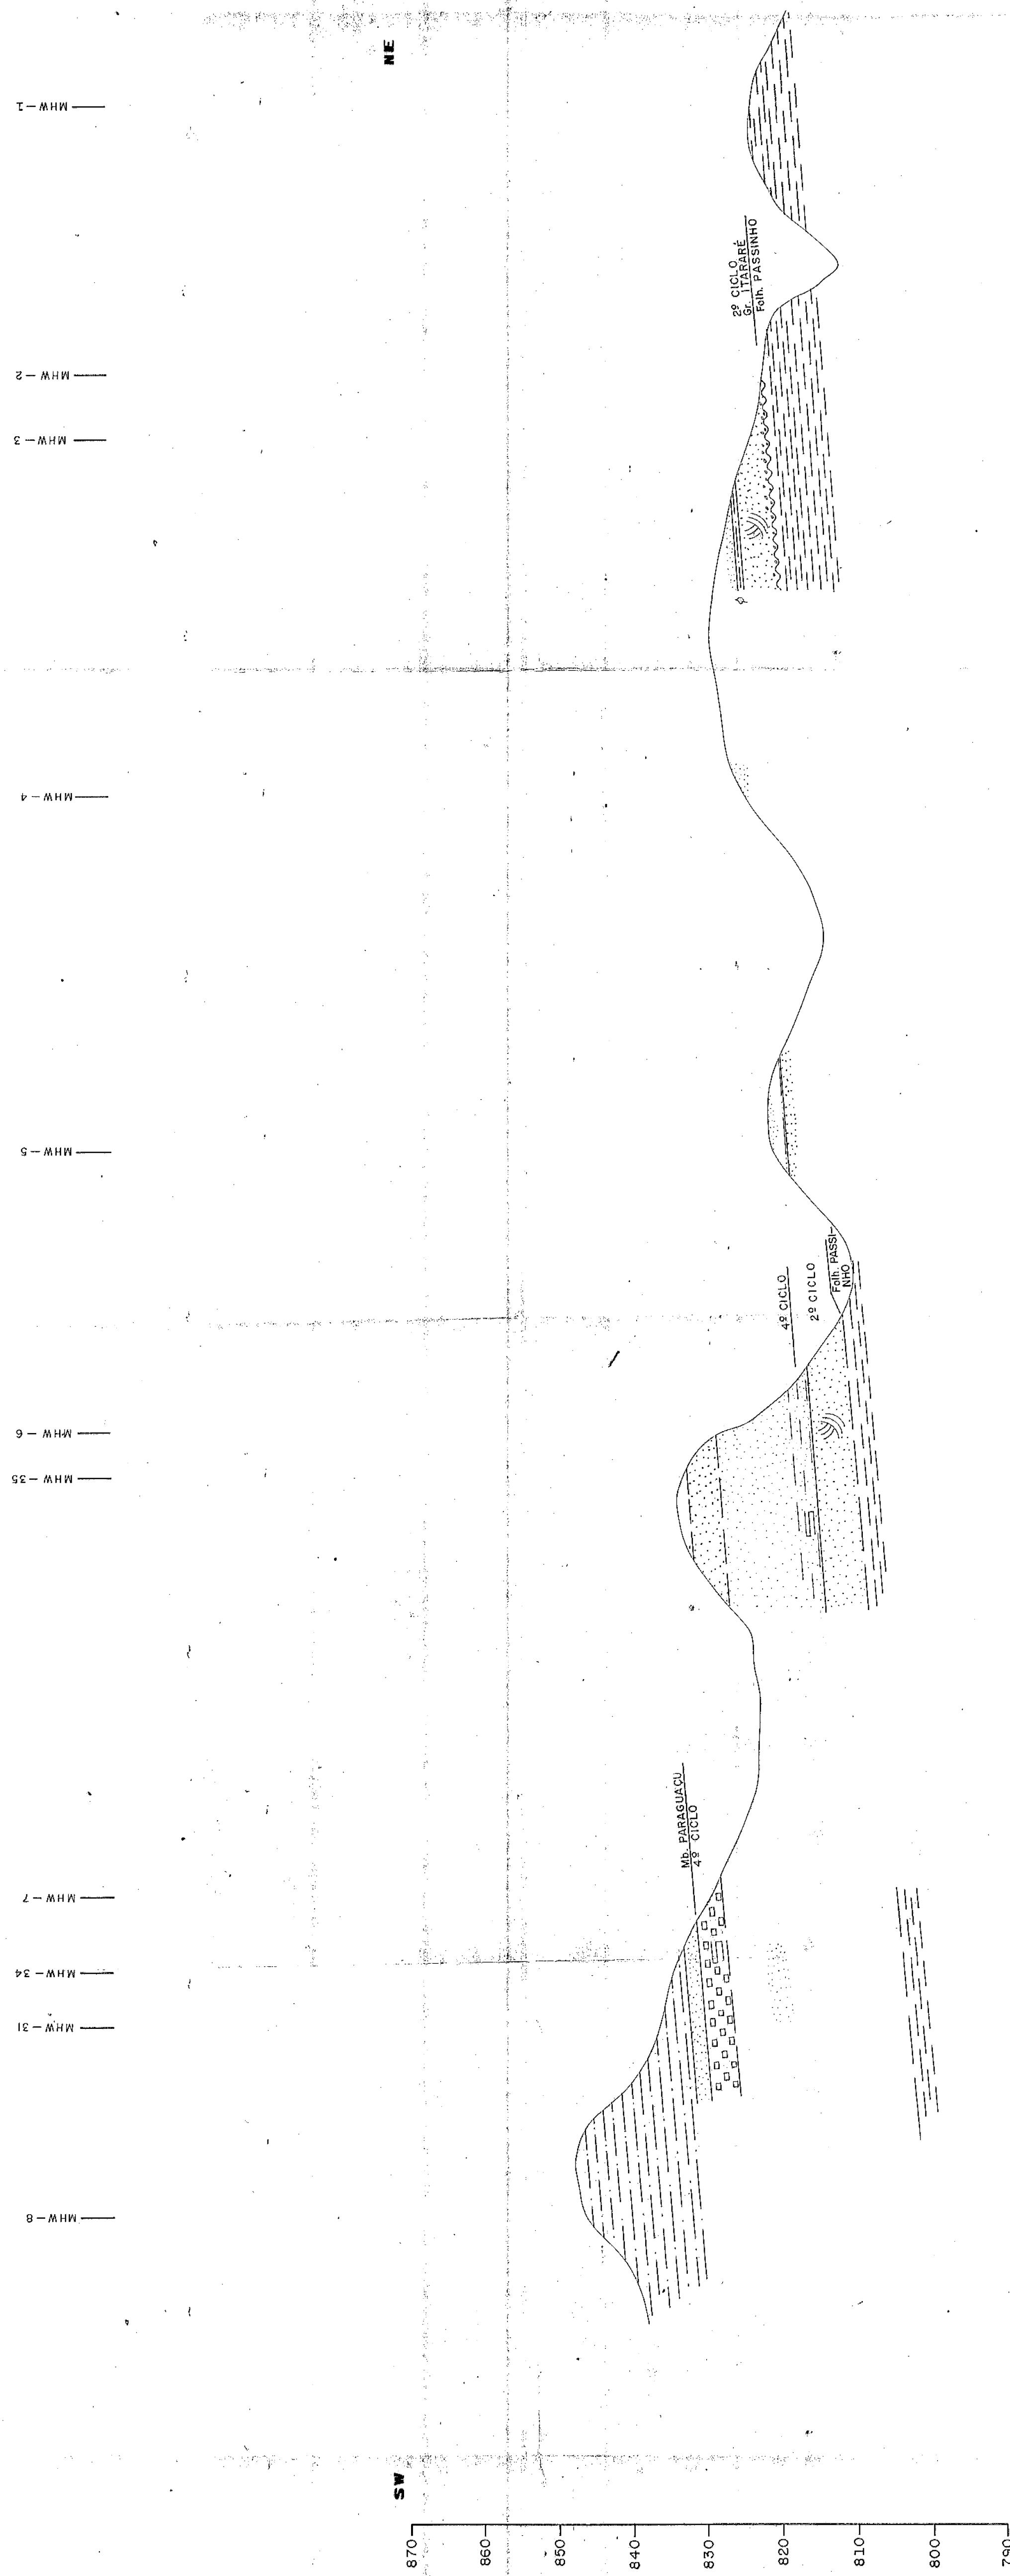 NE
MHW-1
MHW-2
MHW-3
MHW-4
MHW-5
MHW-6
MHW-35
MHW-7
MHW-34
MHW-31
MHW-8
2º CICLO
Gr. ITARARÉ
Folh. PASSINHO
4º CICLO
2º CICLO
Folh. PASSI-
NHO
Mb. PARAGUAÇU
4º CICLO
SW
870
860
850
840
830
820
810
800
790